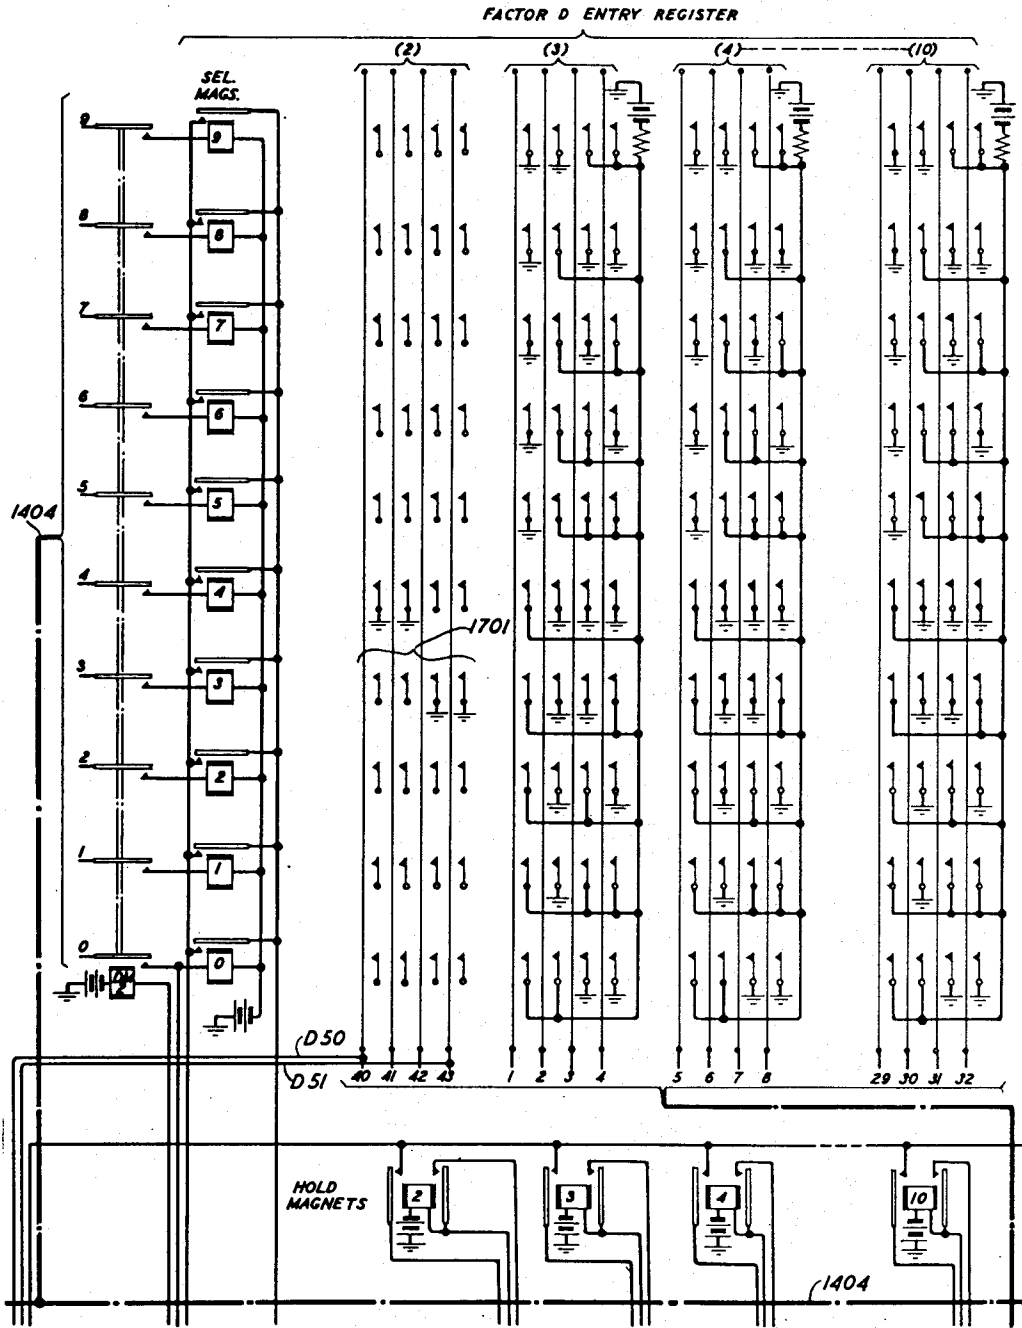 FACTOR D ENTRY REGISTER
(2) (3) (4) (10)
SEL.
MAGS.
9 9
8 8
7 7
6 6
5 5
1404
4 4
1701
3 3
2 2
1 1
0 0
D50
D51
40 41 42 43 1 2 3 4 5 6 7 8 29 30 31 32
HOLD
MAGNETS
2 3 4 10
1404